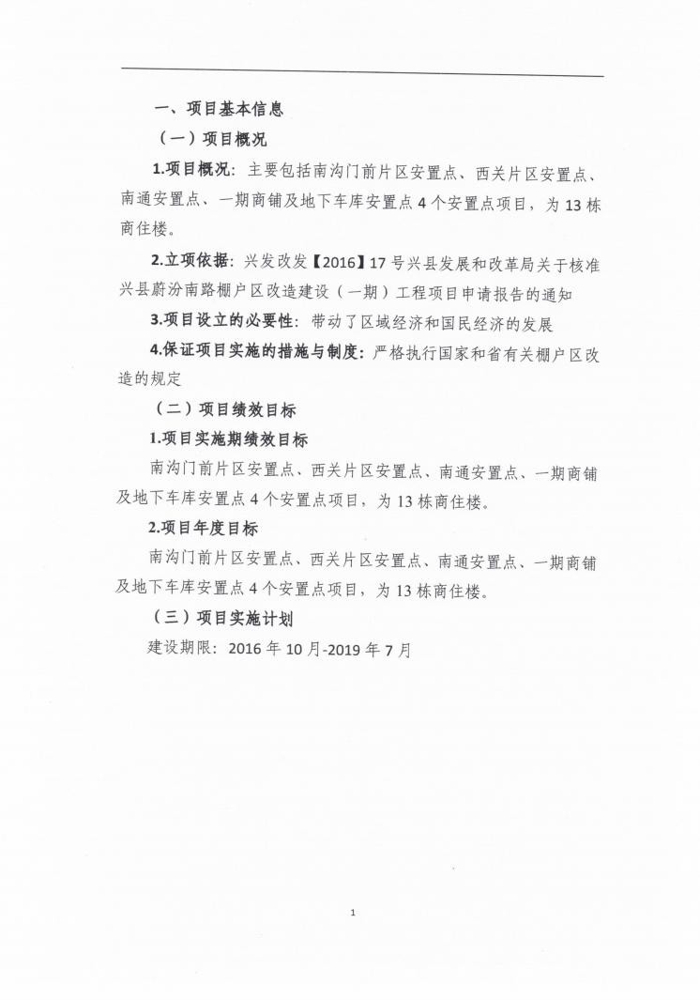 一、项目基本信息
（一）项目概况
1.项目概况：主要包括南沟门前片区安置点、西关片区安置点、
南通安置点、一期商铺及地下车库安置点 4 个安置点项目，为 13 栋
商住楼。
2.立项依据：兴发改发【2016】17 号兴县发展和改革局关于核准
兴县蔚汾南路棚户区改造建设（一期）工程项目申请报告的通知
3.项目设立的必要性：带动了区域经济和国民经济的发展
4.保证项目实施的措施与制度：严格执行国家和省有关棚户区改
造的规定
（二）项目绩效目标
1.项目实施期绩效目标
南沟门前片区安置点、西关片区安置点、南通安置点、一期商铺
及地下车库安置点 4 个安置点项目，为 13 栋商住楼。
2.项目年度目标
南沟门前片区安置点、西关片区安置点、南通安置点、一期商铺
及地下车库安置点 4 个安置点项目，为 13 栋商住楼。
（三）项目实施计划
建设期限：2016 年 10 月-2019 年 7 月
1